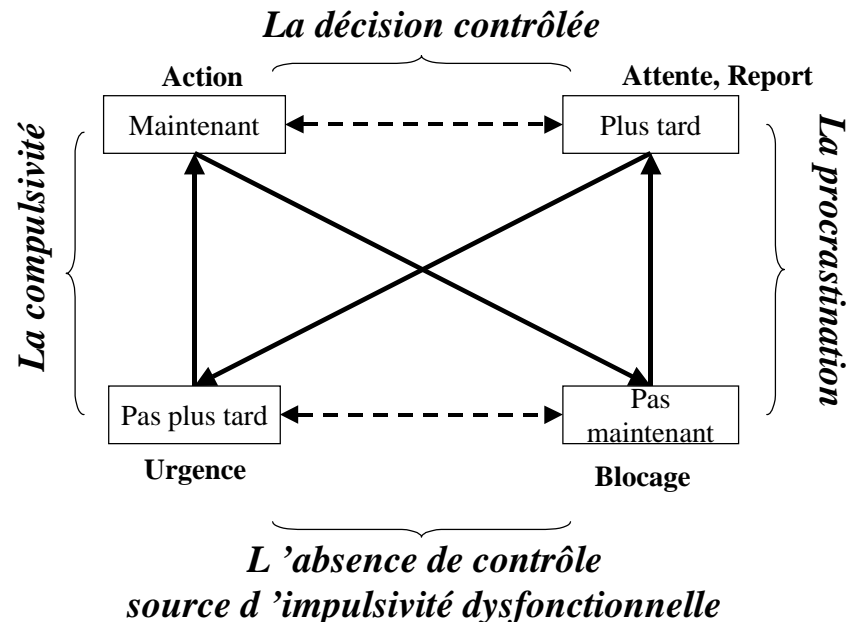 La décision contrôlée
Action
Attente, Report
Maintenant
Plus tard
La compulsivité
La procrastination
Pas plus tard
Pas
maintenant
Urgence
Blocage
L ’absence de contrôle
source d ’impulsivité dysfonctionnelle